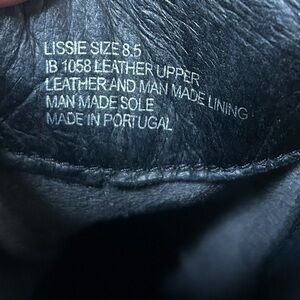 LISSIE SIZE 8.5
IB 1058 LEATHER UPPER
LEATHER AND MAN MADE LINING
MAN MADE SOLE
MADE IN PORTUGAL